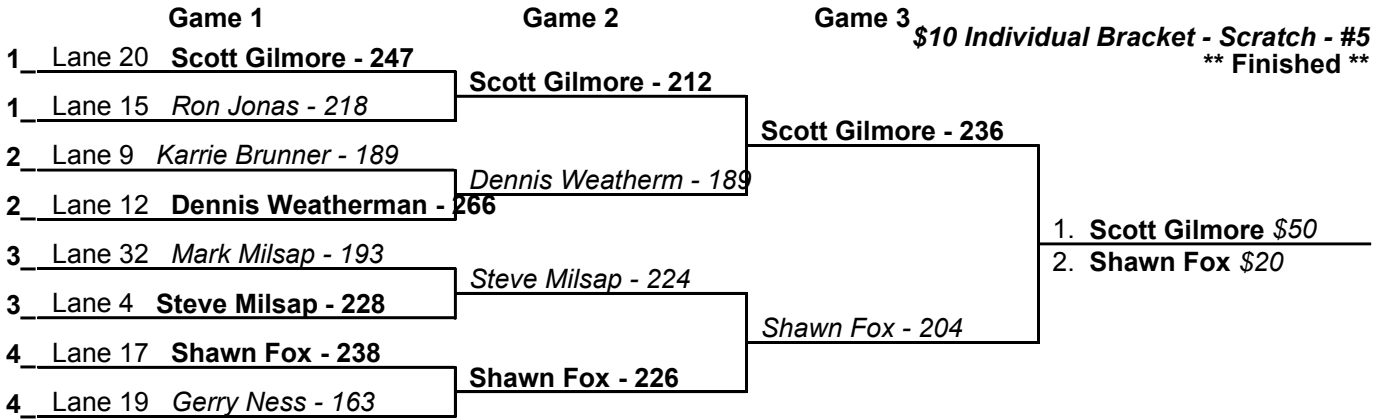 Game 1 Game 2 Game 3
$10 Individual Bracket - Scratch - #5
** Finished **
1_ Lane 20 Scott Gilmore - 247
Scott Gilmore - 212
1_ Lane 15 Ron Jonas - 218
Scott Gilmore - 236
2_ Lane 9 Karrie Brunner - 189
Dennis Weatherm - 189
2_ Lane 12 Dennis Weatherman - 266
1. Scott Gilmore $50
3_ Lane 32 Mark Milsap - 193
2. Shawn Fox $20
Steve Milsap - 224
3_ Lane 4 Steve Milsap - 228
Shawn Fox - 204
4_ Lane 17 Shawn Fox - 238
Shawn Fox - 226
4_ Lane 19 Gerry Ness - 163